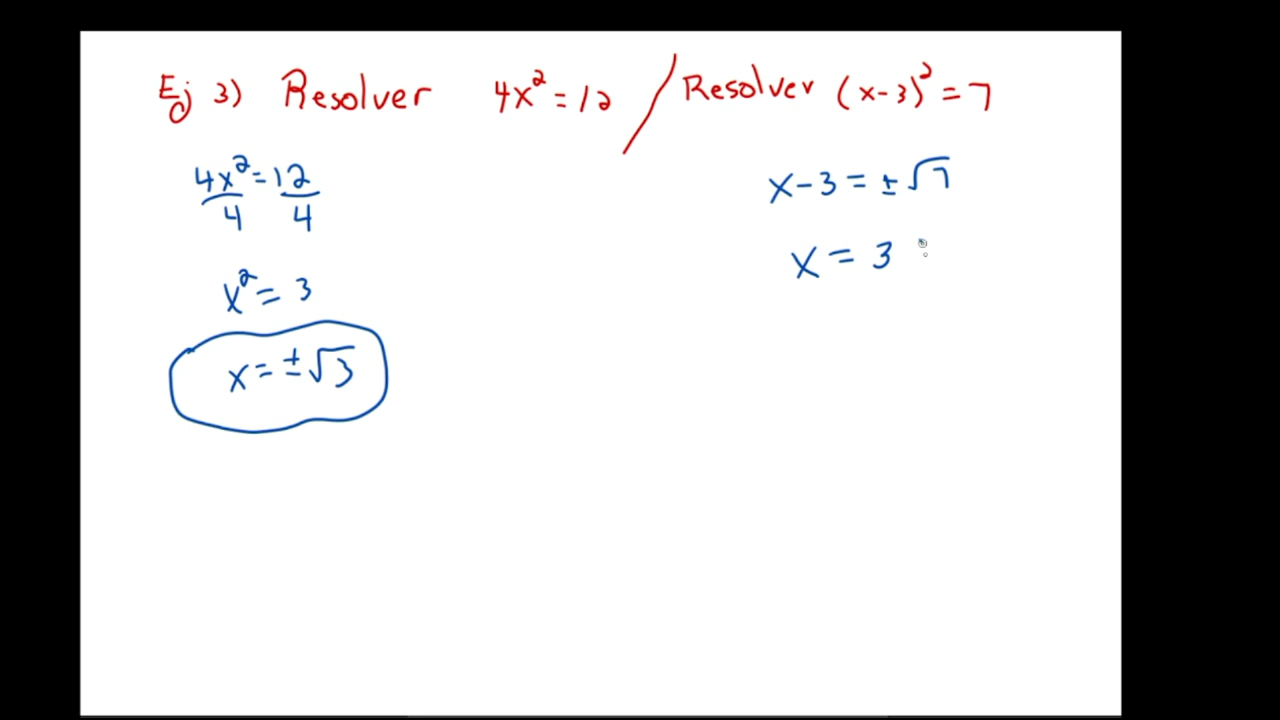 Ej 3) Resolver 4x² = 12 / Resolver (x-3)² = 7
4x² = 12
4 4
x² = 3
x = ±√3
x-3 = ±√7
x = 3